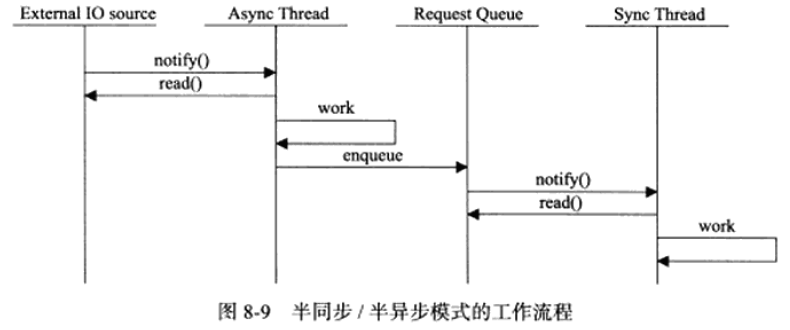 External IO source Async Thread Request Queue Sync Thread
notify()
read()
work
enqueue
notify()
read()
work
图 8-9 半同步 / 半异步模式的工作流程